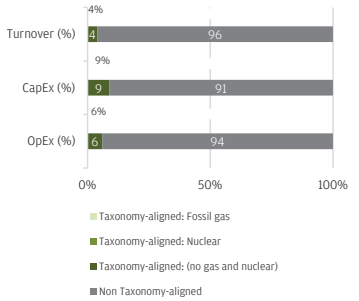 4%
Turnover (%) 4 96
9%
CapEx (%) 9 91
6%
OpEx (%) 6 94
0% 50% 100%
Taxonomy-aligned: Fossil gas
Taxonomy-aligned: Nuclear
Taxonomy-aligned: (no gas and nuclear)
Non Taxonomy-aligned